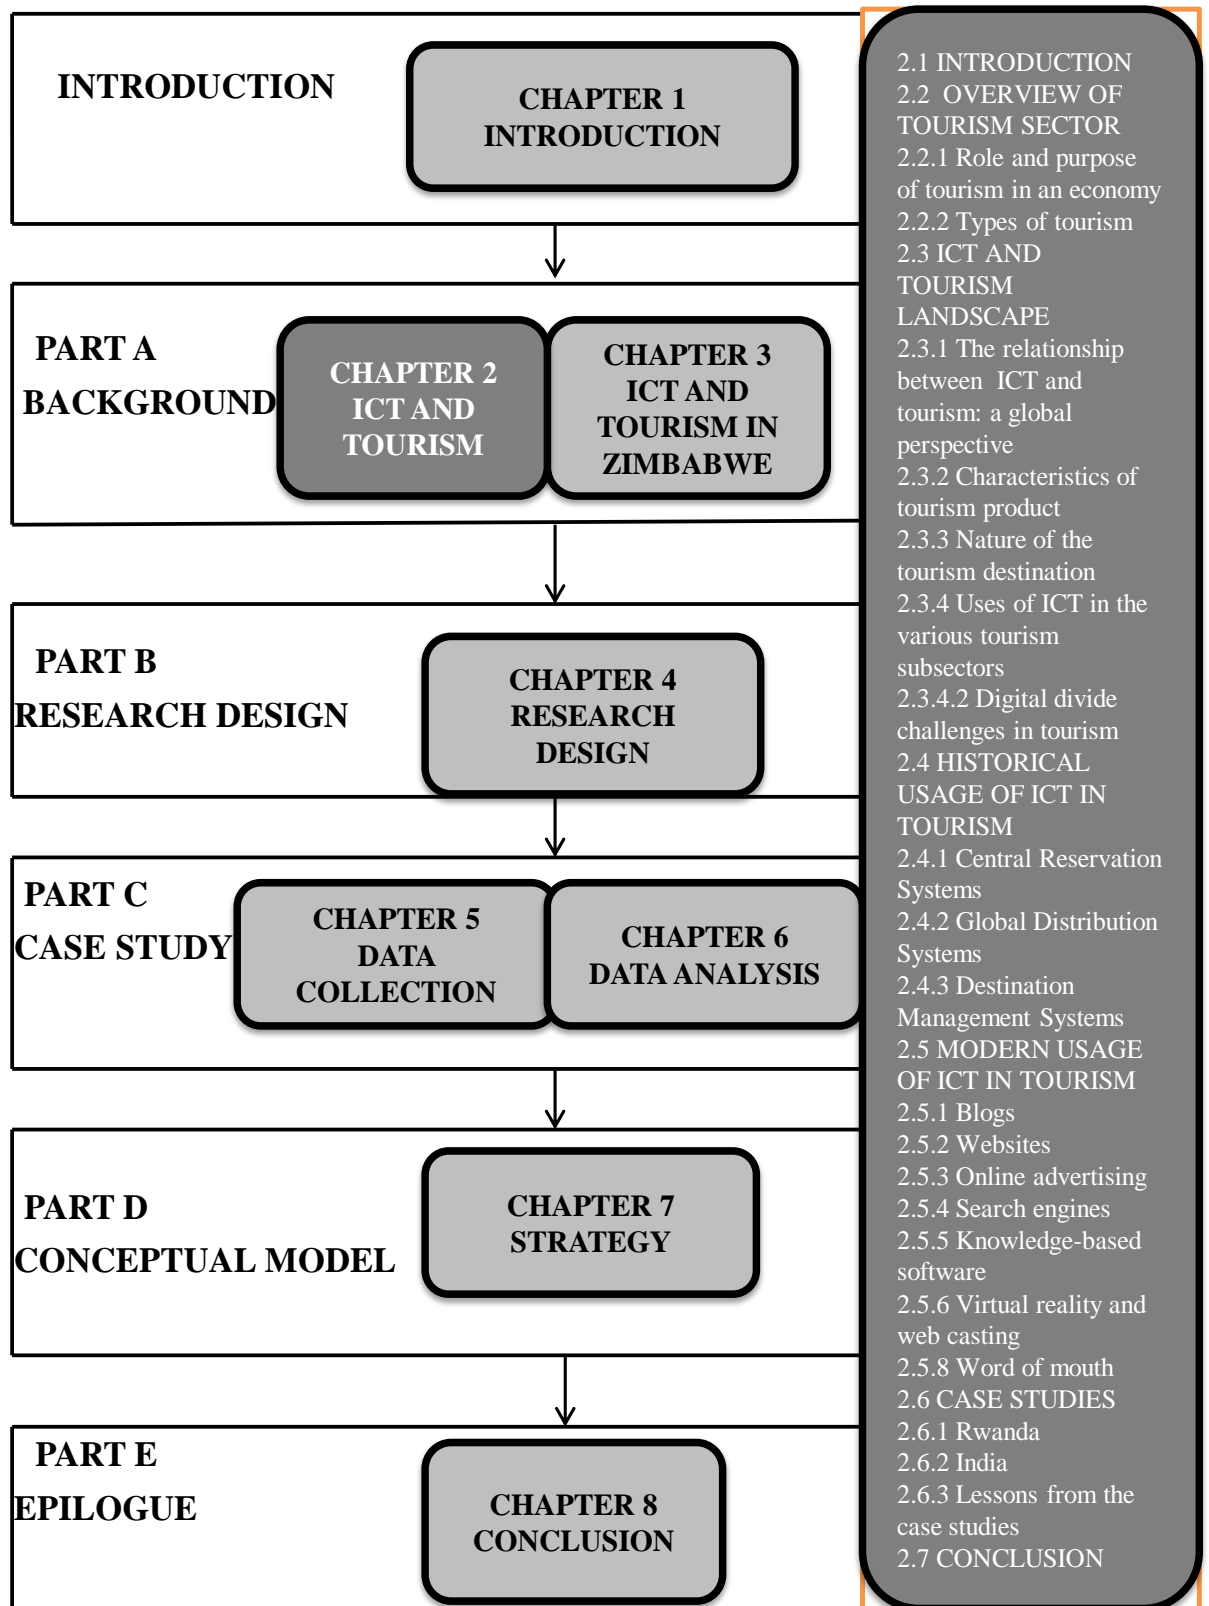 INTRODUCTION
CHAPTER 1
INTRODUCTION
PART A
BACKGROUND
CHAPTER 2
ICT AND
TOURISM
CHAPTER 3
ICT AND
TOURISM IN
ZIMBABWE
PART B
RESEARCH DESIGN
CHAPTER 4
RESEARCH
DESIGN
PART C
CASE STUDY
CHAPTER 5
DATA
COLLECTION
CHAPTER 6
DATA ANALYSIS
PART D
CONCEPTUAL MODEL
CHAPTER 7
STRATEGY
PART E
EPILOGUE
CHAPTER 8
CONCLUSION
2.1 INTRODUCTION
2.2 OVERVIEW OF
TOURISM SECTOR
2.2.1 Role and purpose
of tourism in an economy
2.2.2 Types of tourism
2.3 ICT AND
TOURISM
LANDSCAPE
2.3.1 The relationship
between ICT and
tourism: a global
perspective
2.3.2 Characteristics of
tourism product
2.3.3 Nature of the
tourism destination
2.3.4 Uses of ICT in the
various tourism
subsectors
2.3.4.2 Digital divide
challenges in tourism
2.4 HISTORICAL
USAGE OF ICT IN
TOURISM
2.4.1 Central Reservation
Systems
2.4.2 Global Distribution
Systems
2.4.3 Destination
Management Systems
2.5 MODERN USAGE
OF ICT IN TOURISM
2.5.1 Blogs
2.5.2 Websites
2.5.3 Online advertising
2.5.4 Search engines
2.5.5 Knowledge-based
software
2.5.6 Virtual reality and
web casting
2.5.8 Word of mouth
2.6 CASE STUDIES
2.6.1 Rwanda
2.6.2 India
2.6.3 Lessons from the
case studies
2.7 CONCLUSION